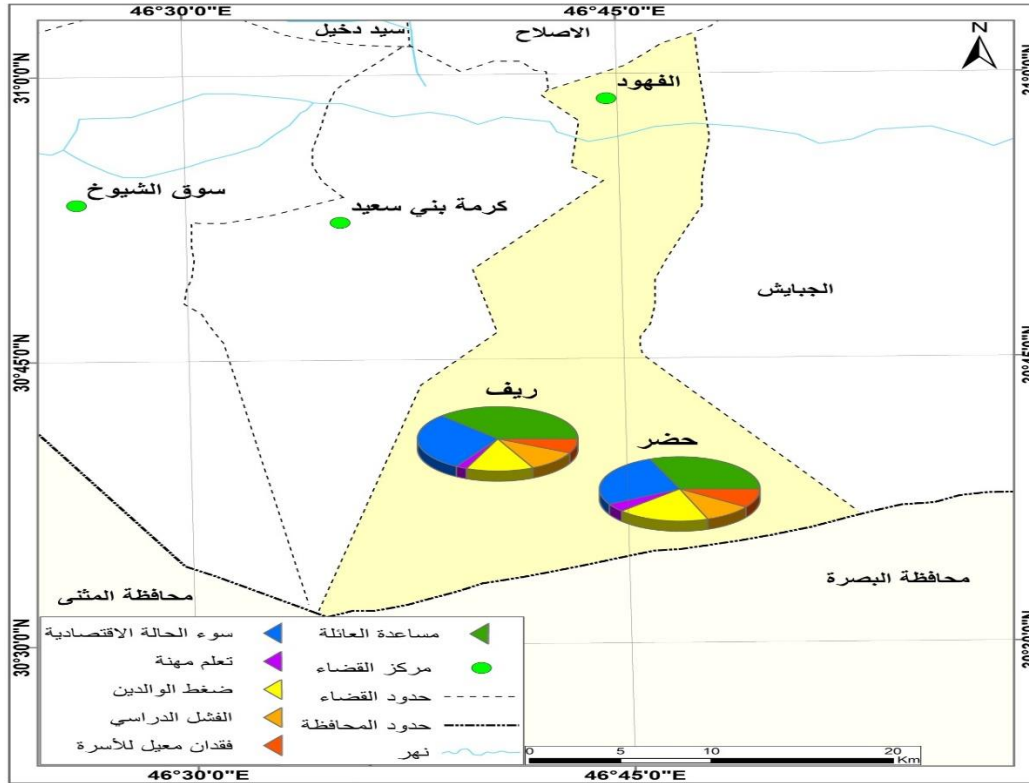 46°30'0"E
46°45'0"E
سيد دخيل
الاصلاح
N
31°0'0"N
الفهود
سوق الشيوخ
كرمة بني سعيد
الجبايش
30°45'0"N
30°45'0"N
ريف
حضر
محافظة البصرة
محافظة المثنى
مساعدة العائلة
سوء الحالة الاقتصادية
مركز القضاء
تعلم مهنة
حدود القضاء
ضغط الوالدين
حدود المحافظة
الفشل الدراسي
نهر
فقدان معيل للأسرة
30°30'0"N
0 5 10 20
Km
46°30'0"E
46°45'0"E